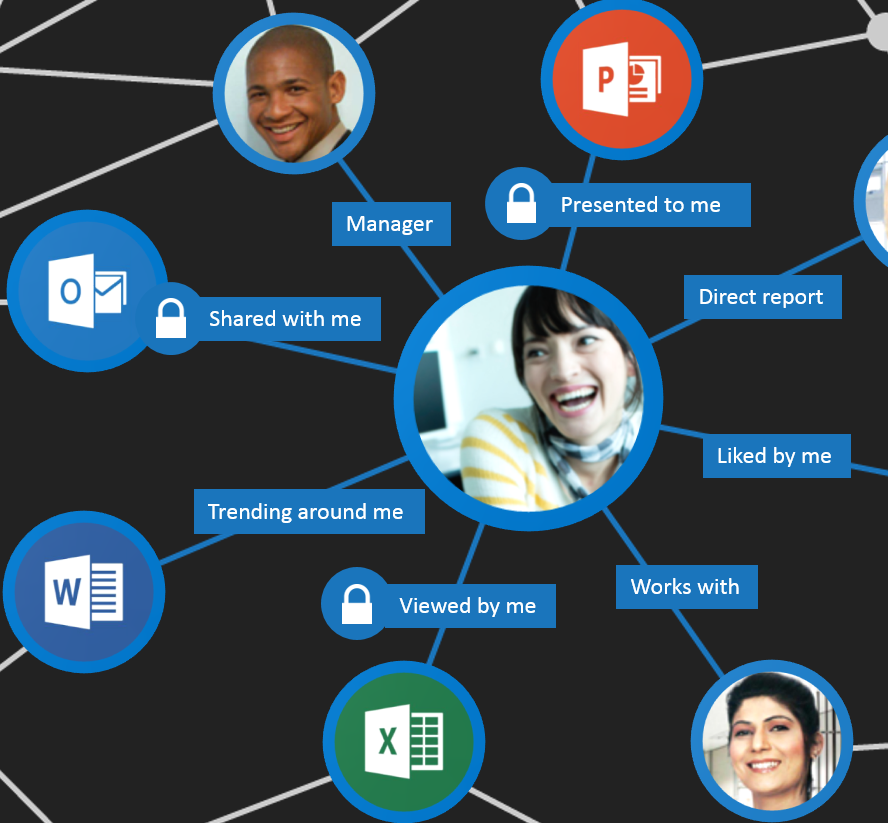 P
Presented to me
Manager
Direct report
O
Shared with me
Liked by me
Trending around me
W
Viewed by me
Works with
X